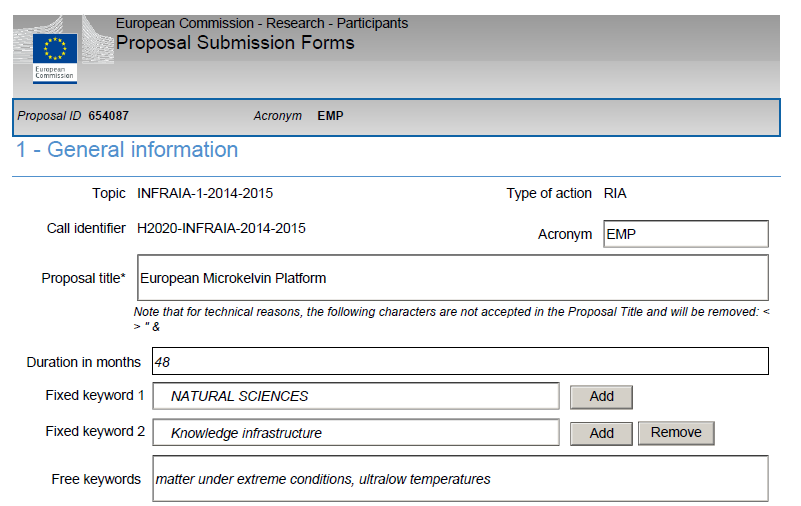 European Commission - Research - Participants
Proposal Submission Forms
European
Commission
Proposal ID 654087 Acronym EMP
1 - General information
Topic INFRAIA-1-2014-2015 Type of action RIA
Call identifier H2020-INFRAIA-2014-2015 Acronym EMP
Proposal title* European Microkelvin Platform
Note that for technical reasons, the following characters are not accepted in the Proposal Title and will be removed: <
> " &
Duration in months 48
Fixed keyword 1 NATURAL SCIENCES Add
Fixed keyword 2 Knowledge infrastructure Add Remove
Free keywords matter under extreme conditions, ultralow temperatures